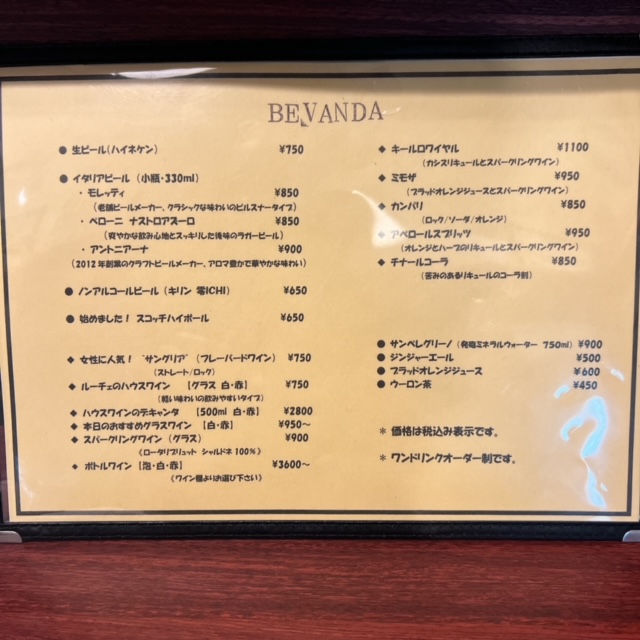 BEVANDA
● 生ビール(ハイネケン) ¥750
● イタリアビール (小瓶・330ml)
・モレッティ ¥850
(老舗ビールメーカー、クラシックな味わいのピルスナータイプ)
・ペローニ ナストロアズーロ ¥850
(爽やかな飲み心地とスッキリした後味のラガービール)
・アントニアーナ ¥900
(2012年創業のクラフトビールメーカー、アロマ豊かで華やかな味わい)
● ノンアルコールビール (キリン 零ICHI) ¥650
● 始めました! スコッチハイボール ¥650
◆ 女性に人気! “サングリア” (フレーバードワイン) ¥750
(ストレート/ロック)
◆ ルーチェのハウスワイン [グラス 白・赤] ¥750
(軽い味わいの飲みやすいタイプ)
◆ ハウスワインのデキャンタ [500ml 白・赤] ¥2800
◆ 本日のおすすめグラスワイン [白・赤] ¥950~
◆ スパークリングワイン (グラス) ¥900
(ロータリブリュット シャルドネ 100%)
◆ ボトルワイン [泡・白・赤] ¥3600~
(ワイン棚よりお選び下さい)
◆ キールロワイヤル ¥1100
(カシスリキュールとスパークリングワイン)
◆ ミモザ ¥950
(ブラッドオレンジジュースとスパークリングワイン)
◆ カンパリ ¥850
(ロック/ソーダ/オレンジ)
◆ アペロールスプリッツ ¥950
(オレンジとハーブのリキュールとスパークリングワイン)
◆ チナールコーラ ¥850
(苦みのあるリキュールのコーラ割)
● サンペレグリーノ (発砲ミネラルウォーター 750ml) ¥900
● ジンジャーエール ¥500
● ブラッドオレンジジュース ¥600
● ウーロン茶 ¥450
* 価格は税込み表示です。
* ワンドリンクオーダー制です。